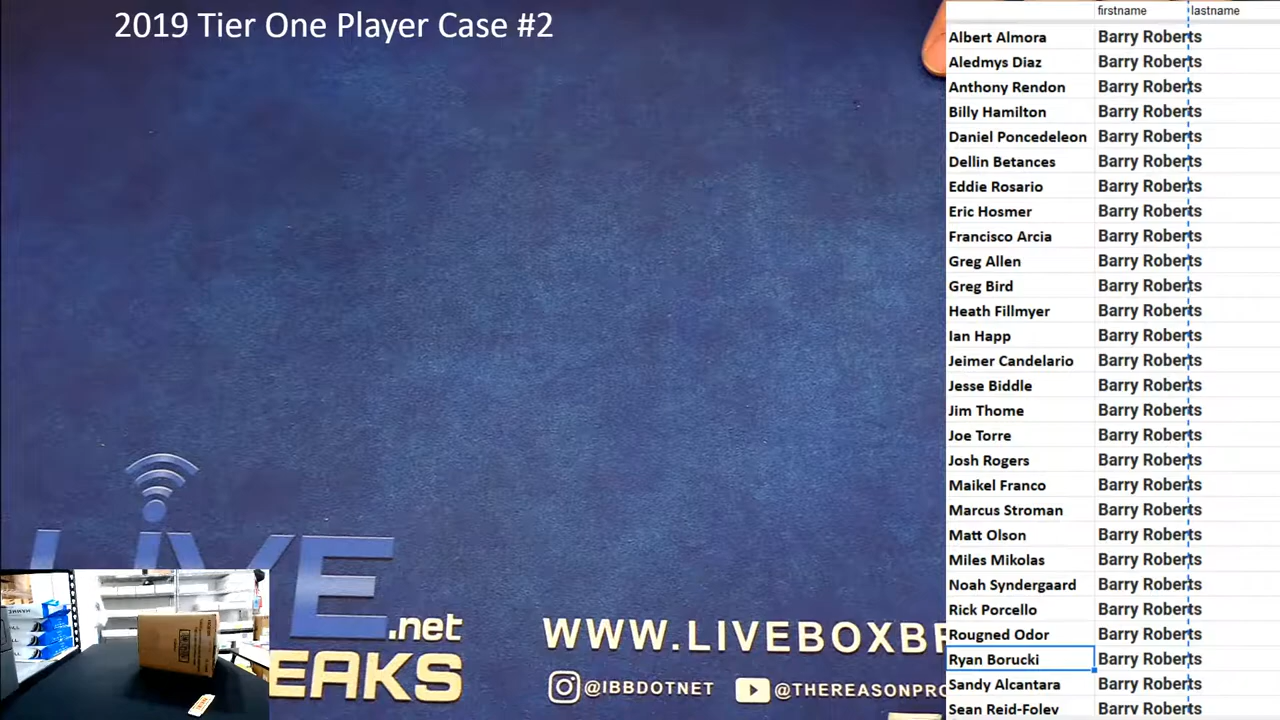 2019 Tier One Player Case #2
firstname lastname
Albert Almora Barry Roberts
Aledmys Diaz Barry Roberts
Anthony Rendon Barry Roberts
Billy Hamilton Barry Roberts
Daniel Poncedeleon Barry Roberts
Dellin Betances Barry Roberts
Eddie Rosario Barry Roberts
Eric Hosmer Barry Roberts
Francisco Arcia Barry Roberts
Greg Allen Barry Roberts
Greg Bird Barry Roberts
Heath Fillmyer Barry Roberts
Ian Happ Barry Roberts
Jeimer Candelario Barry Roberts
Jesse Biddle Barry Roberts
Jim Thome Barry Roberts
Joe Torre Barry Roberts
Josh Rogers Barry Roberts
Maikel Franco Barry Roberts
Marcus Stroman Barry Roberts
Matt Olson Barry Roberts
Miles Mikolas Barry Roberts
Noah Syndergaard Barry Roberts
Rick Porcello Barry Roberts
Rougned Odor Barry Roberts
Ryan Borucki Barry Roberts
Sandy Alcantara Barry Roberts
Sean Reid-Foley Barry Roberts
LIVE
.net
EAKS
WWW.LIVEBOXBR
@IBBDOTNET
@THEREASONPRO